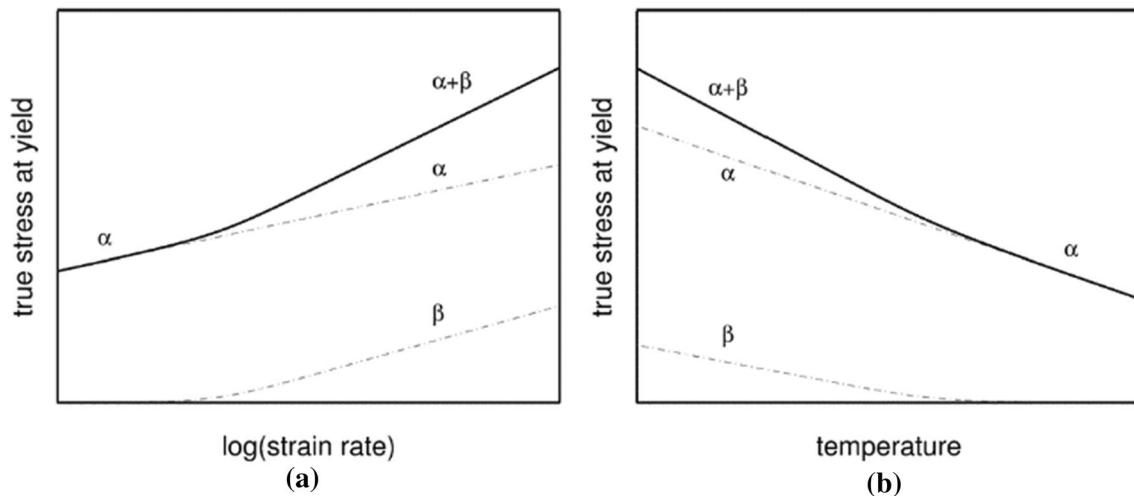 true stress at yield
α+β
α
α
β
log(strain rate)
(a)
true stress at yield
α+β
α
α
β
temperature
(b)